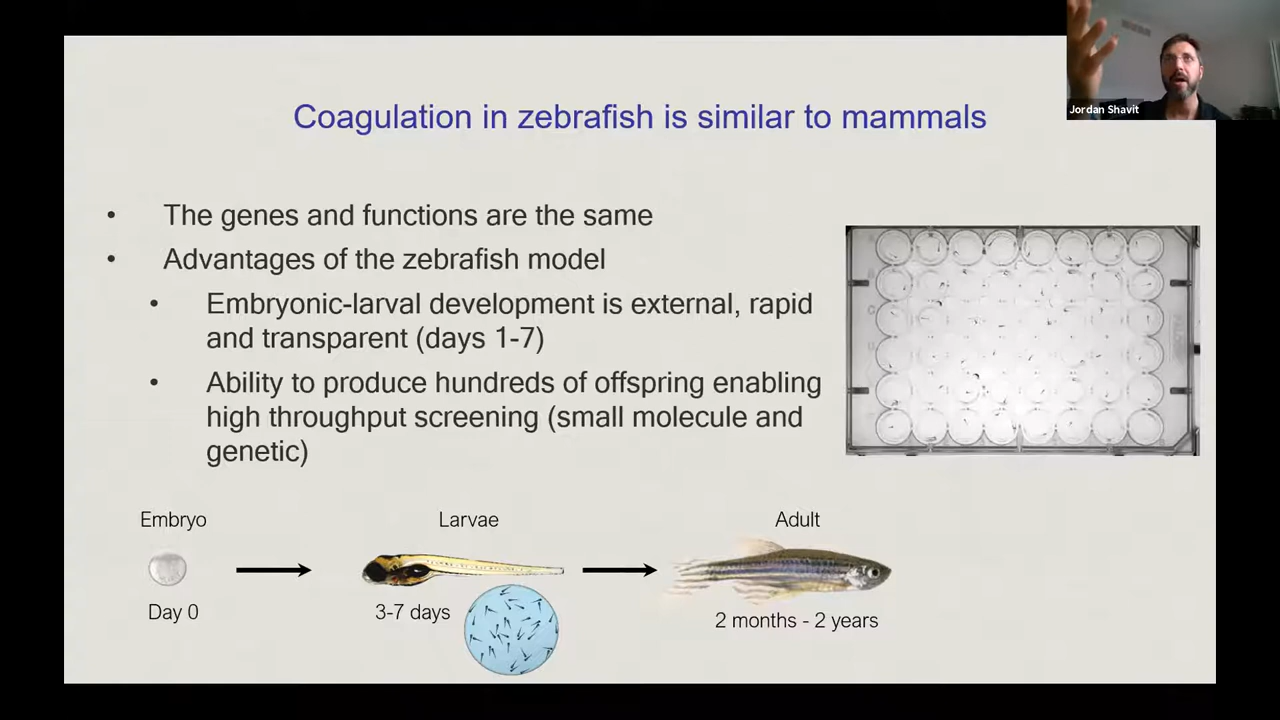 Jordan Shavit
Coagulation in zebrafish is similar to mammals
• The genes and functions are the same
• Advantages of the zebrafish model
• Embryonic-larval development is external, rapid
and transparent (days 1-7)
• Ability to produce hundreds of offspring enabling
high throughput screening (small molecule and
genetic)
Embryo
Larvae
Adult
Day 0
3-7 days
2 months - 2 years